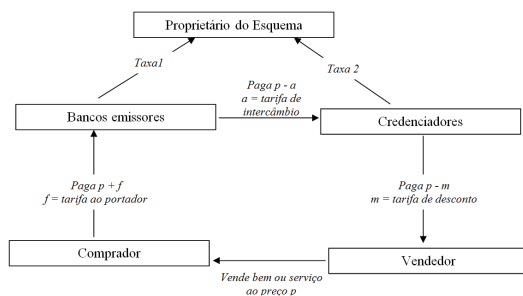 Proprietário do Esquema
Taxa1
Taxa 2
Paga p - a
a = tarifa de
intercâmbio
Bancos emissores
Credenciadores
Paga p + f
f = tarifa ao portador
Paga p - m
m = tarifa de desconto
Comprador
Vendedor
Vende bem ou serviço
ao preço p